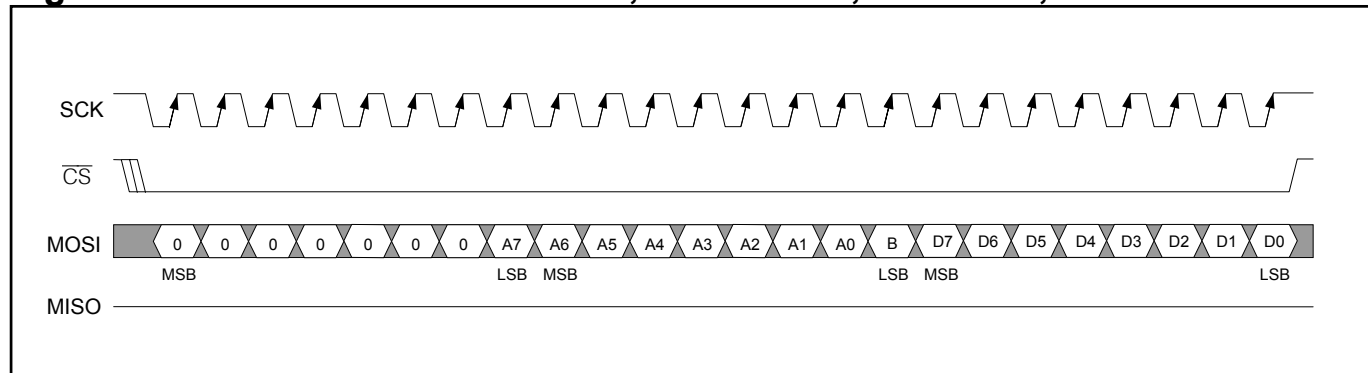 SCK
CS
MOSI 0 0 0 0 0 0 0 A7 A6 A5 A4 A3 A2 A1 A0 B D7 D6 D5 D4 D3 D2 D1 D0
MSB LSB MSB LSB MSB LSB
MISO